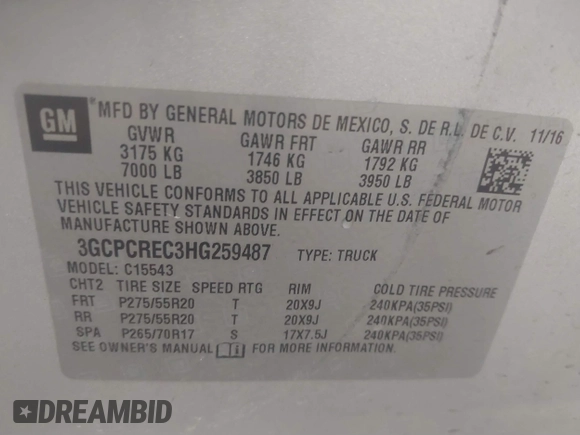 GM MFD BY GENERAL MOTORS DE MEXICO, S. DE R.L. DE C.V. 11/16
GVWR GAWR FRT GAWR RR
3175 KG 1746 KG 1792 KG
7000 LB 3850 LB 3950 LB
THIS VEHICLE CONFORMS TO ALL APPLICABLE U.S. FEDERAL MOTOR
VEHICLE SAFETY STANDARDS IN EFFECT ON THE DATE OF
MANUFACTURE SHOWN ABOVE.
3GCPCREC3HG259487 TYPE: TRUCK
MODEL: C15543
CHT2 TIRE SIZE SPEED RTG RIM COLD TIRE PRESSURE
FRT P275/55R20 T 20X9J 240KPA(35PSI)
RR P275/55R20 T 20X9J 240KPA(35PSI)
SPA P265/70R17 S 17X7.5J 240KPA(35PSI)
SEE OWNER'S MANUAL FOR MORE INFORMATION.
DREAMBID